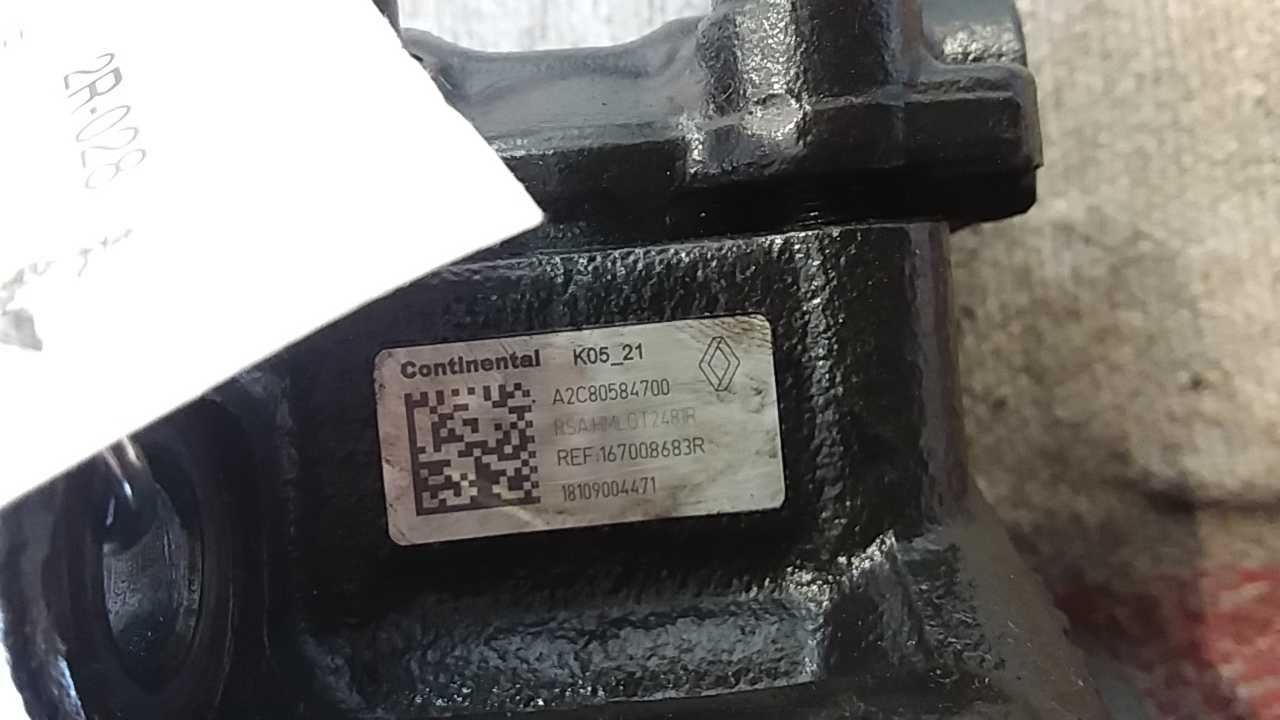 2R.028
Continental K05_21
A2C80584700
REF:167008683R
18109004471